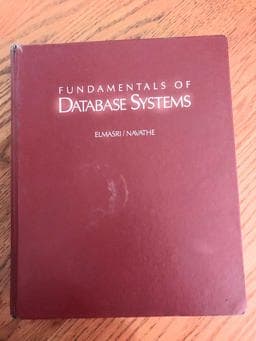 FUNDAMENTALS OF
DATABASE SYSTEMS
ELMASRI/NAVATHE